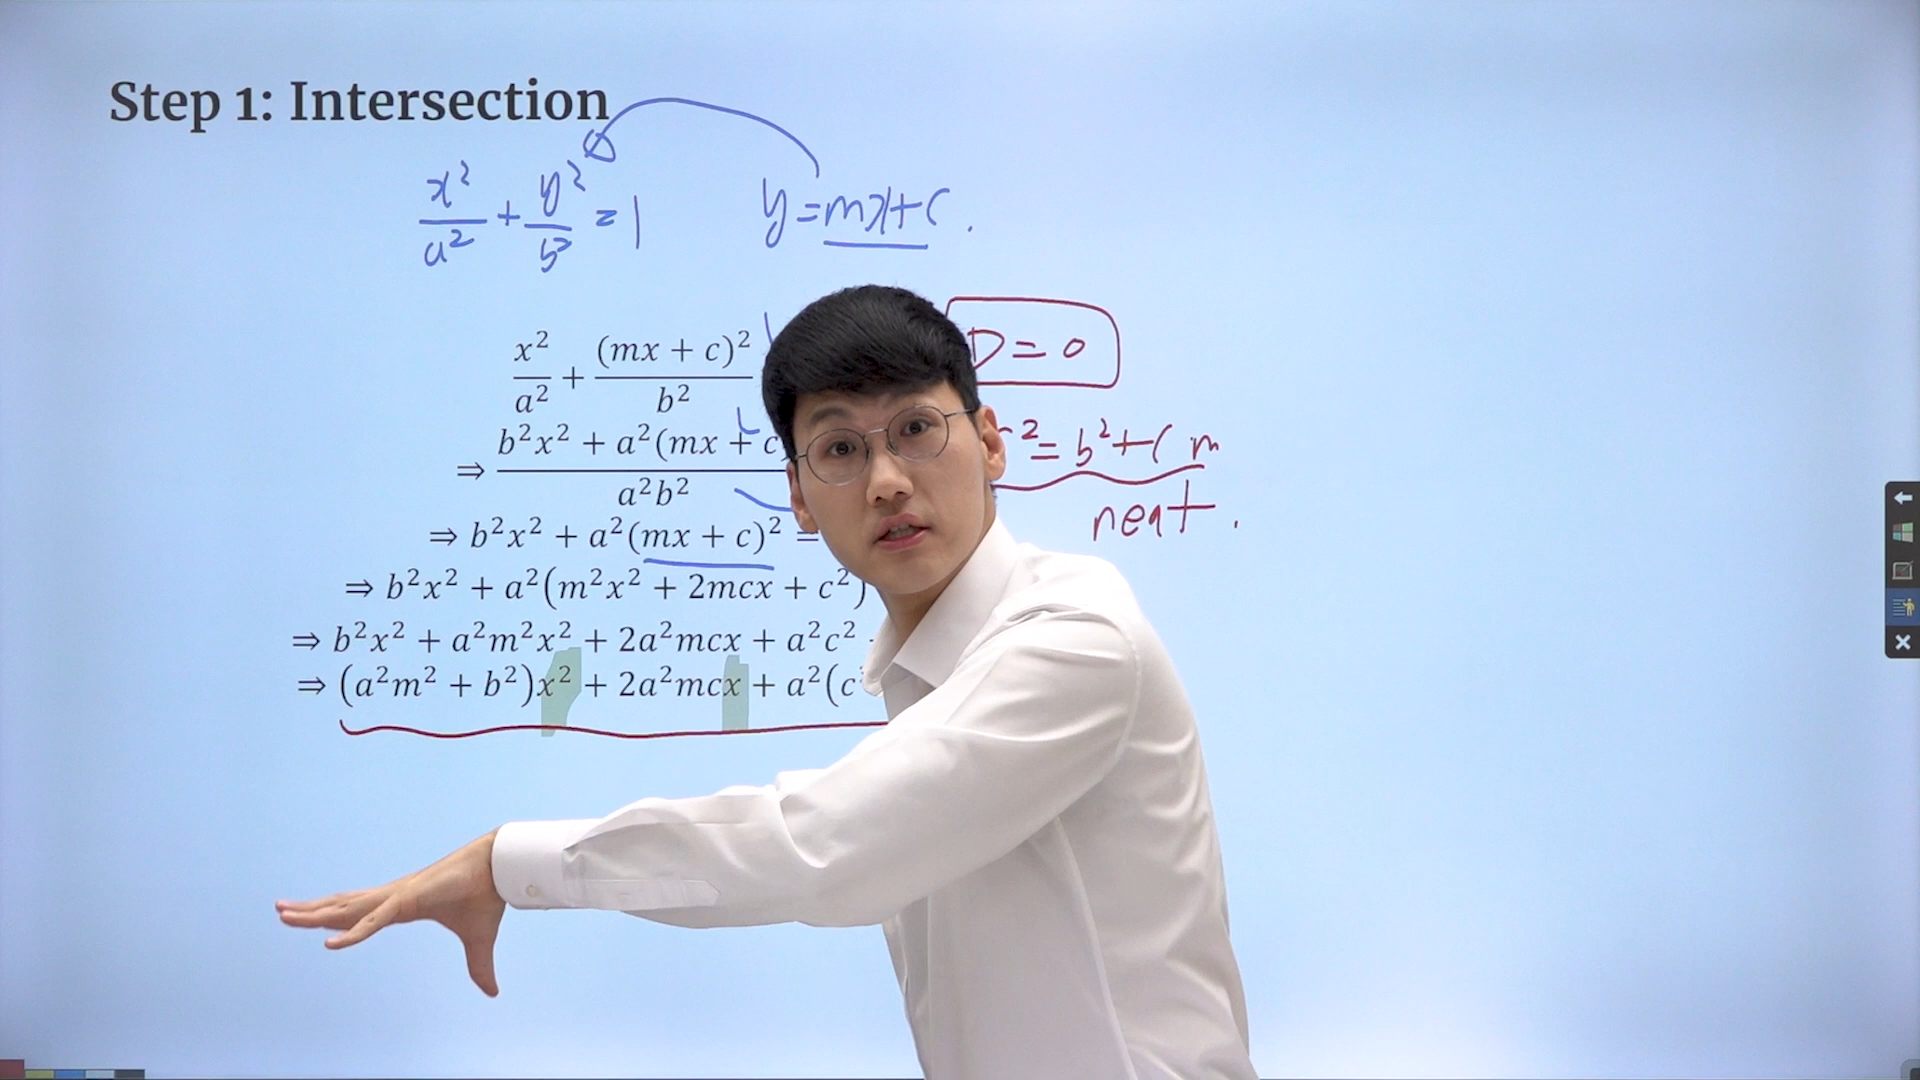 Step 1: Intersection
x²/a² + y²/b² = 1
y = mx + c.
x²/a² + (mx + c)²/b²
D = 0
⇒ b²x² + a²(mx + c / a²b²
² = b² + ( m
neat.
⇒ b²x² + a²(mx + c)² =
⇒ b²x² + a²(m²x² + 2mcx + c²)
⇒ b²x² + a²m²x² + 2a²mcx + a²c²
⇒ (a²m² + b²)x² + 2a²mcx + a²(c